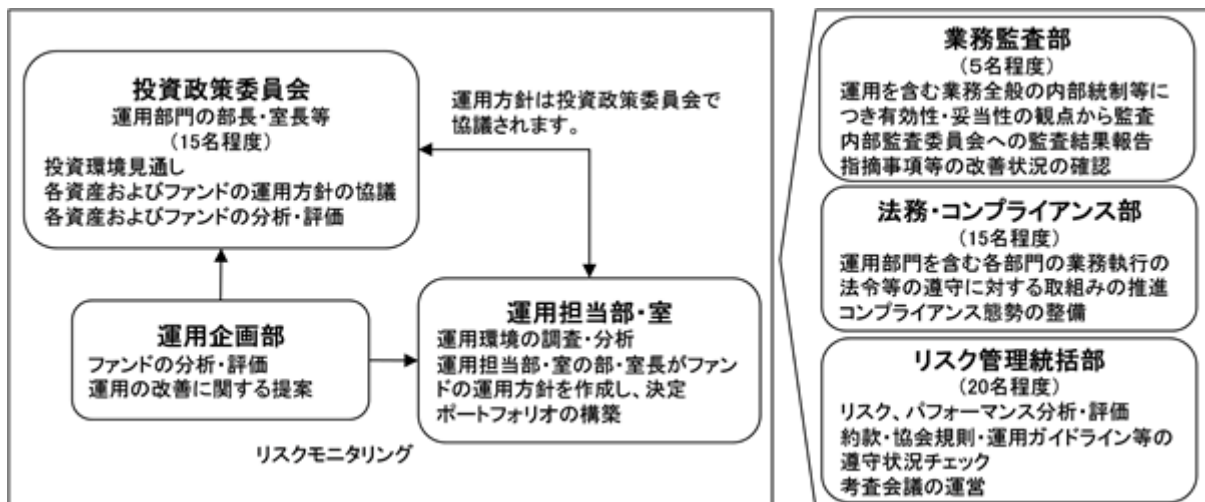 投資政策委員会
運用部門の部長・室長等
(15名程度)
投資環境見通し
各資産およびファンドの運用方針の協議
各資産およびファンドの分析・評価
運用方針は投資政策委員会で
協議されます。
運用企画部
ファンドの分析・評価
運用の改善に関する提案
運用担当部・室
運用環境の調査・分析
運用担当部・室の部・室長がファン
ドの運用方針を作成し、決定
ポートフォリオの構築
リスクモニタリング
業務監査部
(5名程度)
運用を含む業務全般の内部統制等に
つき有効性・妥当性の観点から監査
内部監査委員会への監査結果報告
指摘事項等の改善状況の確認
法務・コンプライアンス部
(15名程度)
運用部門を含む各部門の業務執行の
法令等の遵守に対する取組みの推進
コンプライアンス態勢の整備
リスク管理統括部
(20名程度)
リスク、パフォーマンス分析・評価
約款・協会規則・運用ガイドライン等の
遵守状況チェック
考査会議の運営